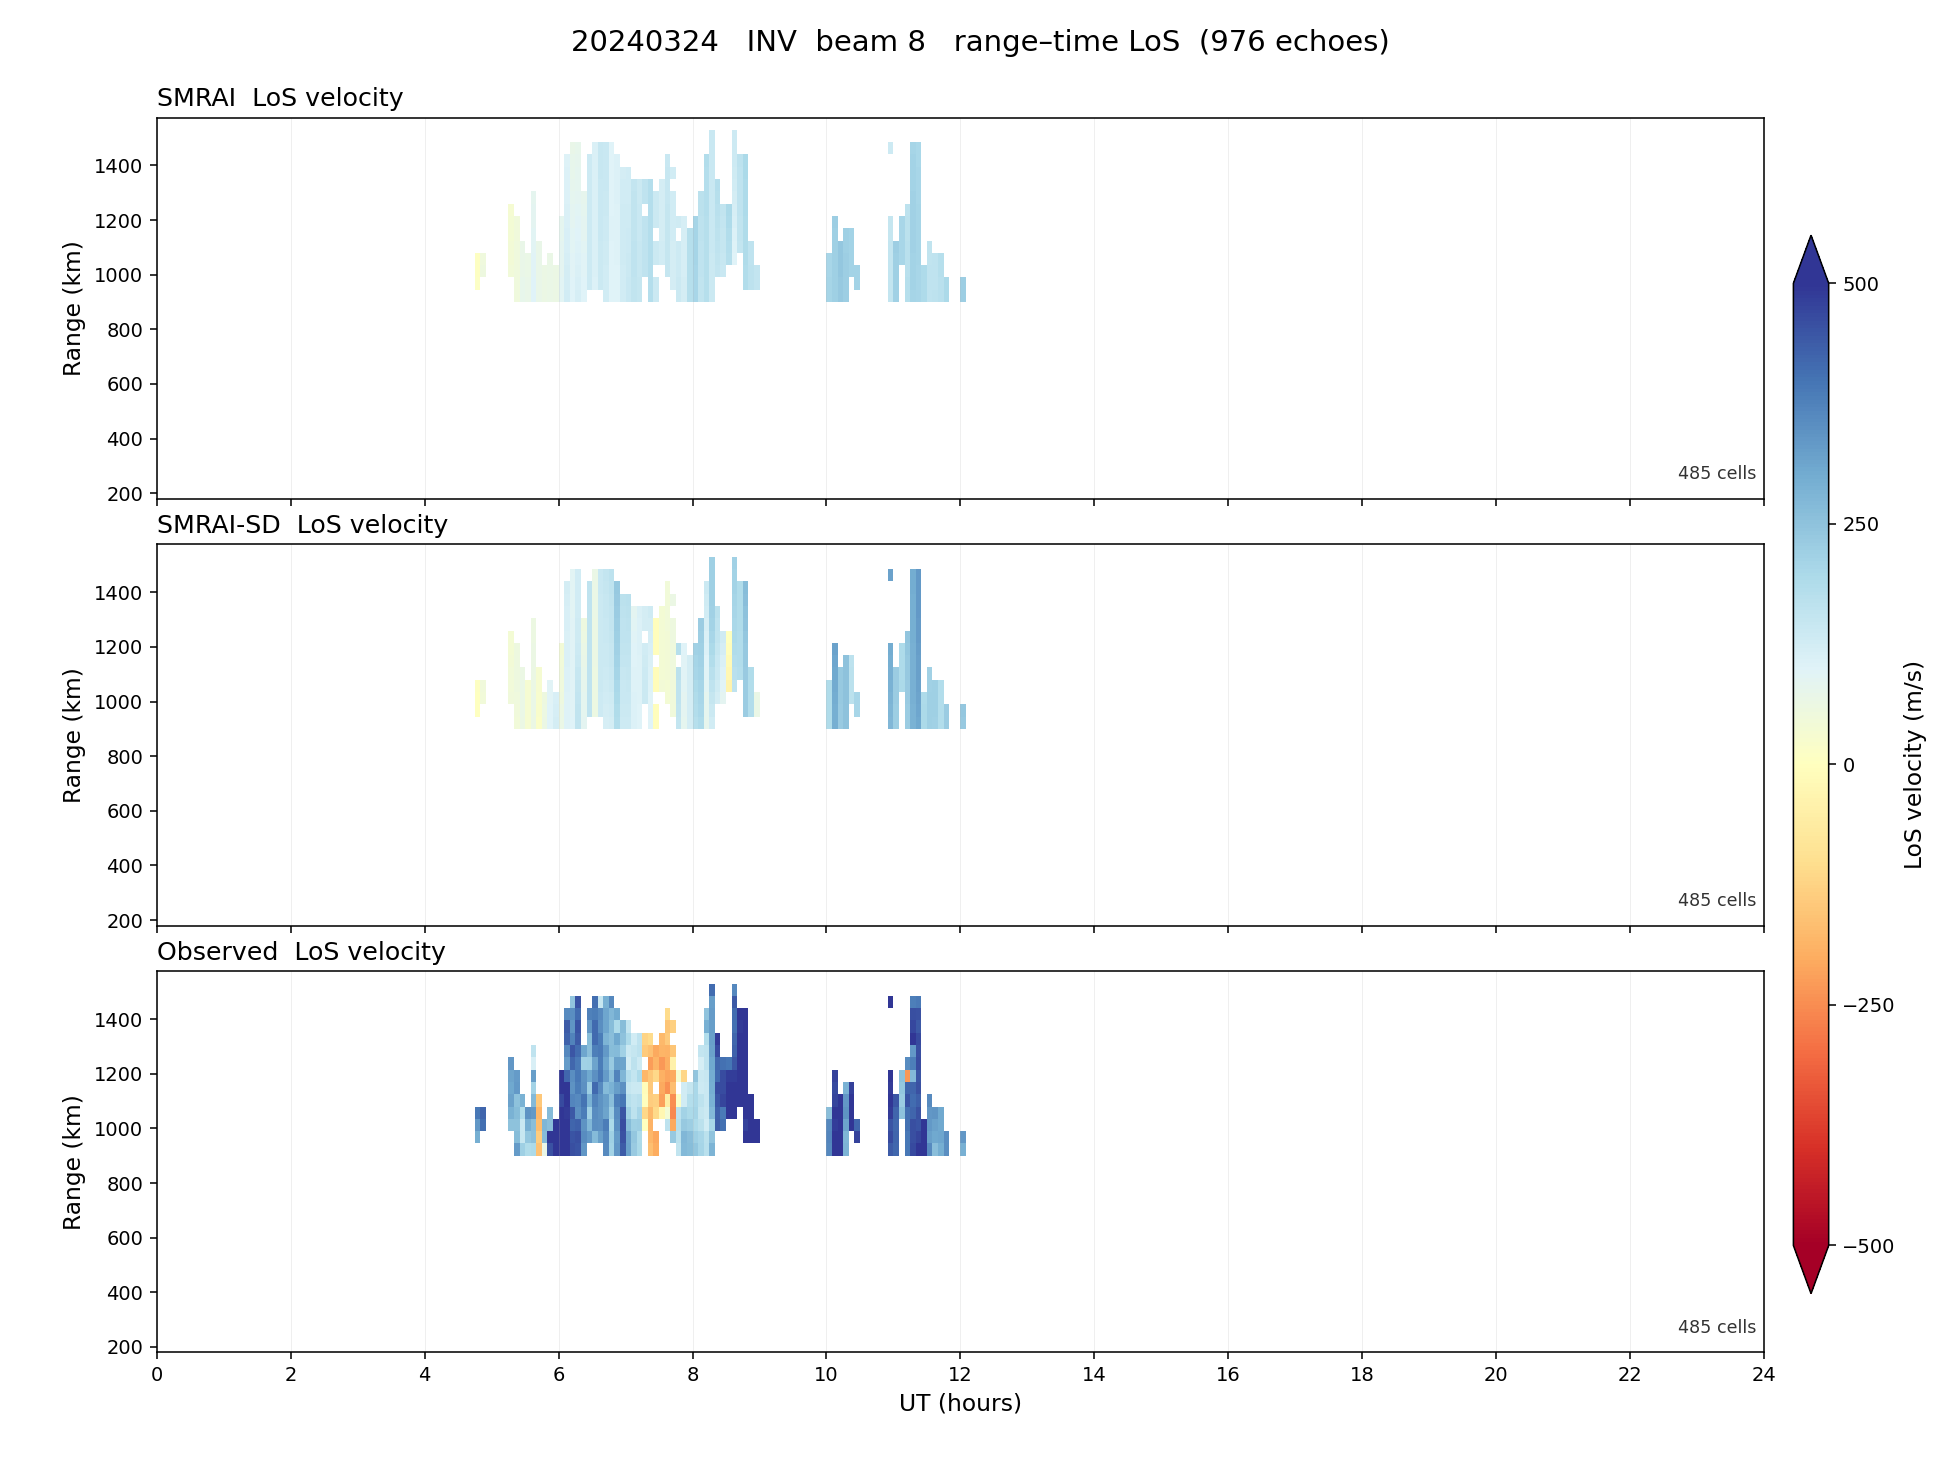 20240324   INV  beam 8   range–time LoS  (976 echoes)
SMRAI  LoS velocity
1400
1200
1000
800
600
400
200
Range (km)
485 cells
SMRAI-SD  LoS velocity
1400
1200
1000
800
600
400
200
Range (km)
485 cells
Observed  LoS velocity
1400
1200
1000
800
600
400
200
Range (km)
485 cells
0 2 4 6 8 10 12 14 16 18 20 22 24
UT (hours)
500
250
0
−250
−500
LoS velocity (m/s)